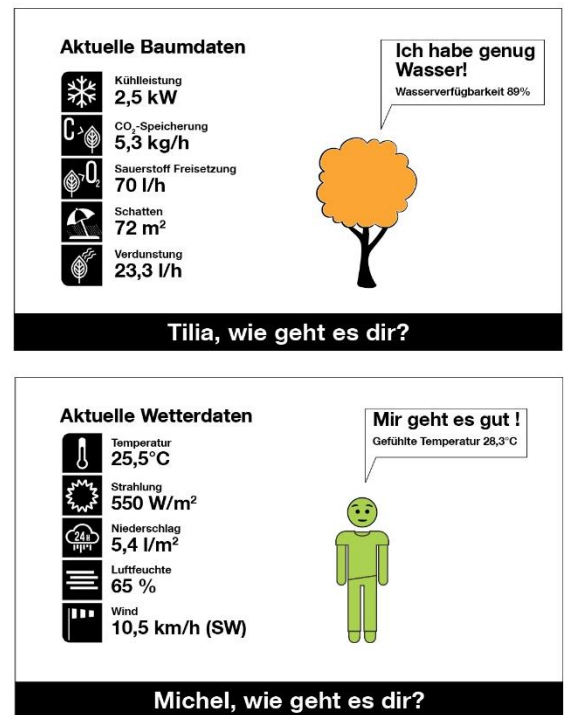 Aktuelle Baumdaten
Ich habe genug
Wasser!
Wasserverfügbarkeit 89%
Kühlleistung
2,5 kW
C
CO₂-Speicherung
5,3 kg/h
O₂
Sauerstoff Freisetzung
70 l/h
Schatten
72 m²
Verdunstung
23,3 l/h
Tilia, wie geht es dir?
Aktuelle Wetterdaten
Mir geht es gut !
Gefühlte Temperatur 28,3°C
Temperatur
25,5°C
Strahlung
550 W/m²
24H
Niederschlag
5,4 l/m²
Luftfeuchte
65 %
Wind
10,5 km/h (SW)
Michel, wie geht es dir?